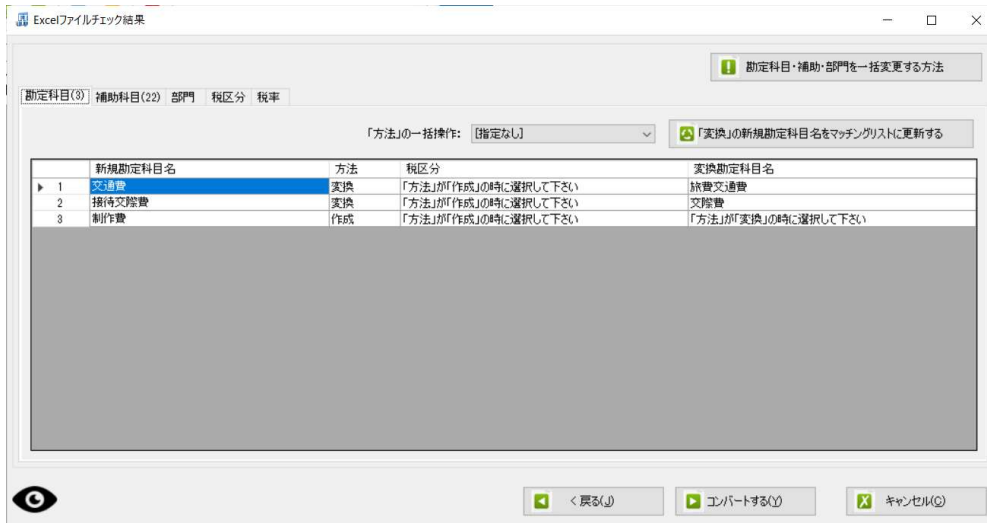 Excelファイルチェック結果
勘定科目・補助・部門を一括変更する方法
勘定科目(3) 補助科目(22) 部門 税区分 税率
「方法」の一括操作: [指定なし] 「変換」の新規勘定科目名をマッチングリストに更新する
新規勘定科目名 方法 税区分 変換勘定科目名
1 交通費 変換 「方法」が「作成」の時に選択して下さい 旅費交通費
2 接待交際費 変換 「方法」が「作成」の時に選択して下さい 交際費
3 制作費 作成 「方法」が「作成」の時に選択して下さい 「方法」が「変換」の時に選択して下さい
< 戻る(J) コンバートする(Y) キャンセル(C)